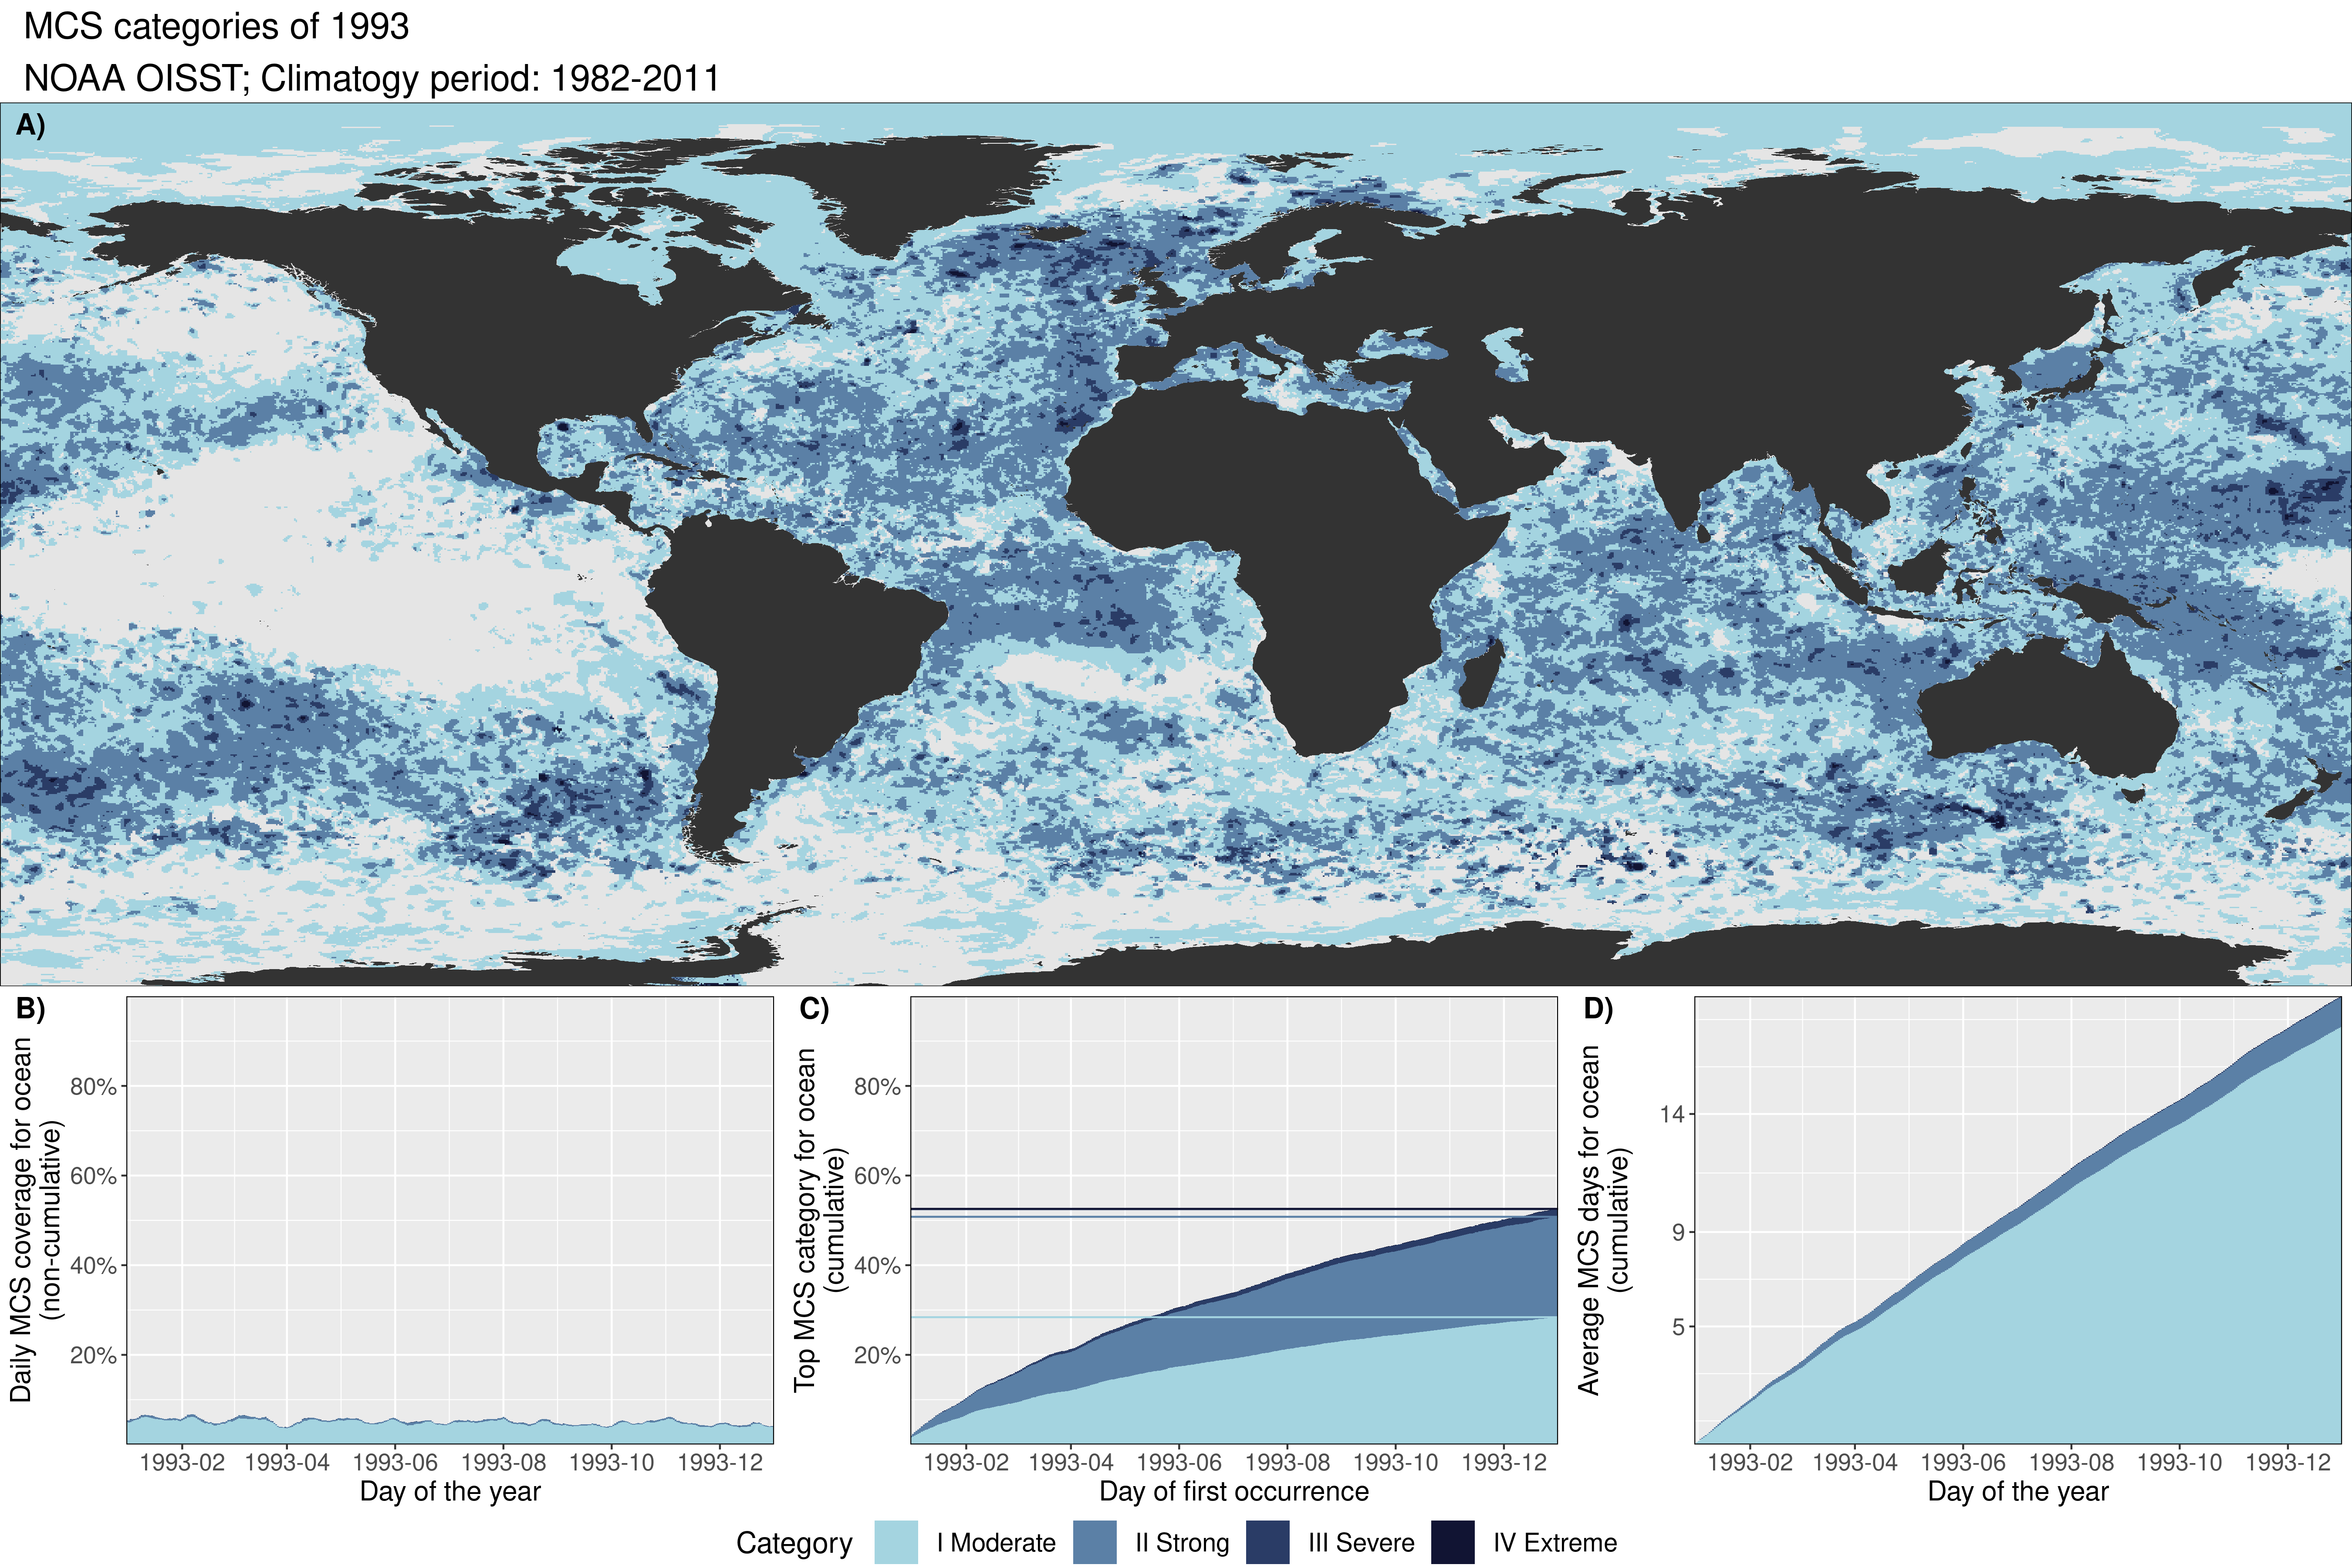 MCS categories of 1993
NOAA OISST; Climatogy period: 1982-2011
A)
B)
Daily MCS coverage for ocean
(non-cumulative)
80%
60%
40%
20%
1993-02 1993-04 1993-06 1993-08 1993-10 1993-12
Day of the year
C)
Top MCS category for ocean
(cumulative)
80%
60%
40%
20%
1993-02 1993-04 1993-06 1993-08 1993-10 1993-12
Day of first occurrence
D)
Average MCS days for ocean
(cumulative)
14
9
5
1993-02 1993-04 1993-06 1993-08 1993-10 1993-12
Day of the year
Category I Moderate II Strong III Severe IV Extreme